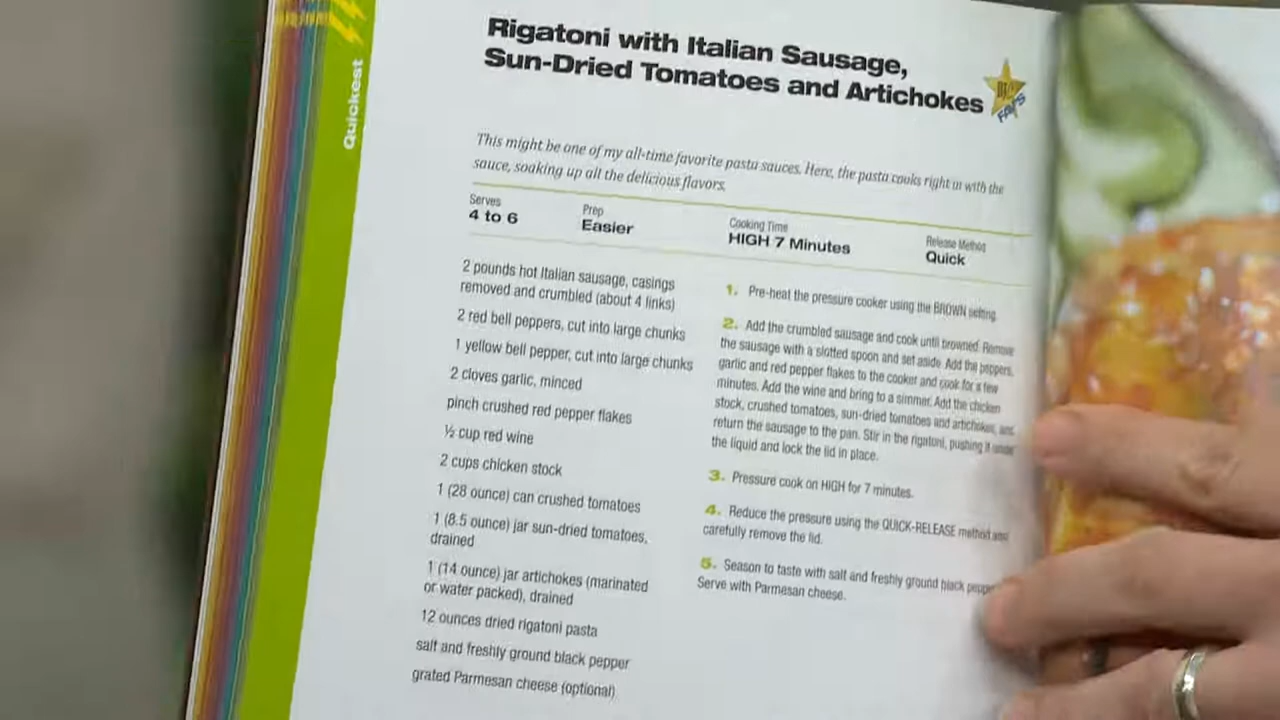 Quickest
Rigatoni with Italian Sausage,
Sun-Dried Tomatoes and Artichokes
BIG
FAVS
This might be one of my all-time favorite pasta sauces. Here, the pasta cooks right in with the
sauce, soaking up all the delicious flavors.
Serves
4 to 6
Prep
Easier
Cooking Time
HIGH 7 Minutes
Release Method
Quick
2 pounds hot Italian sausage, casings
removed and crumbled (about 4 links)
2 red bell peppers, cut into large chunks
1 yellow bell pepper, cut into large chunks
2 cloves garlic, minced
pinch crushed red pepper flakes
½ cup red wine
2 cups chicken stock
1 (28 ounce) can crushed tomatoes
1 (8.5 ounce) jar sun-dried tomatoes,
drained
1 (14 ounce) jar artichokes (marinated
or water packed), drained
12 ounces dried rigatoni pasta
salt and freshly ground black pepper
grated Parmesan cheese (optional)
1. Pre-heat the pressure cooker using the BROWN setting.
2. Add the crumbled sausage and cook until browned. Remove
the sausage with a slotted spoon and set aside. Add the peppers,
garlic and red pepper flakes to the cooker and cook for a few
minutes. Add the wine and bring to a simmer. Add the chicken
stock, crushed tomatoes, sun-dried tomatoes and artichokes, and
return the sausage to the pan. Stir in the rigatoni, pushing it under
the liquid and lock the lid in place.
3. Pressure cook on HIGH for 7 minutes.
4. Reduce the pressure using the QUICK-RELEASE method and
carefully remove the lid.
5. Season to taste with salt and freshly ground black pepper.
Serve with Parmesan cheese.